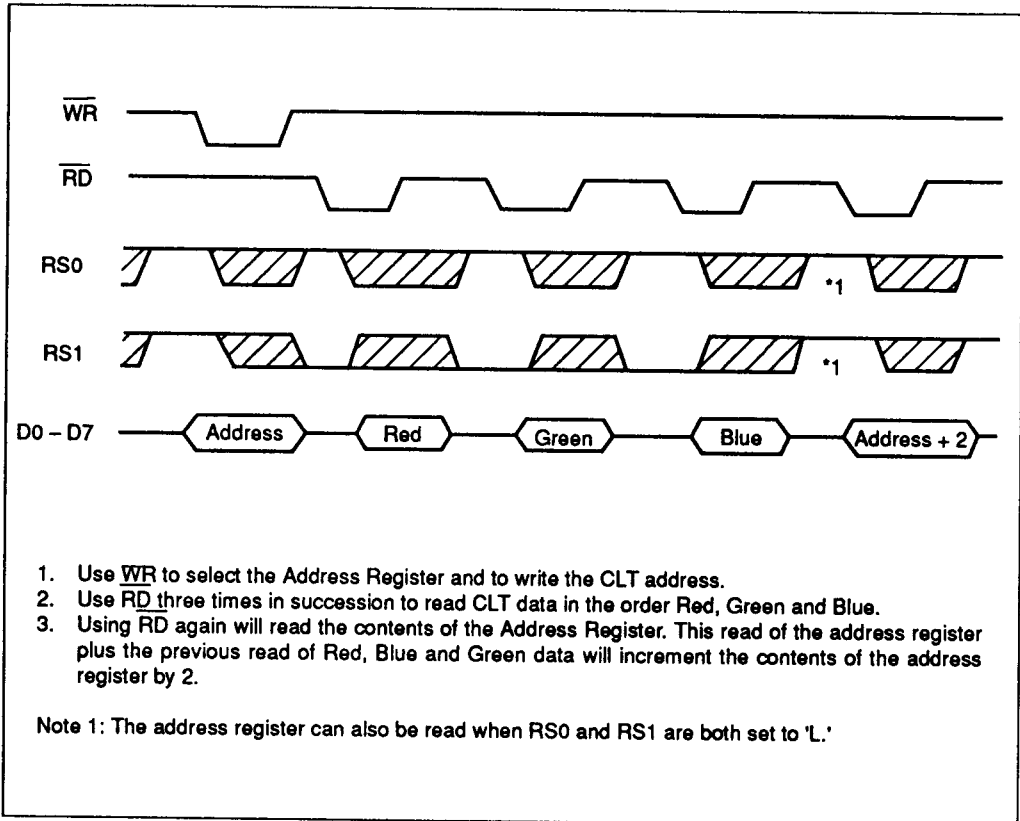 WR
RD
RS0
*1
RS1
*1
D0 – D7 Address Red Green Blue Address + 2
1. Use WR to select the Address Register and to write the CLT address.
2. Use RD three times in succession to read CLT data in the order Red, Green and Blue.
3. Using RD again will read the contents of the Address Register. This read of the address register
plus the previous read of Red, Blue and Green data will increment the contents of the address
register by 2.
Note 1: The address register can also be read when RS0 and RS1 are both set to 'L.'